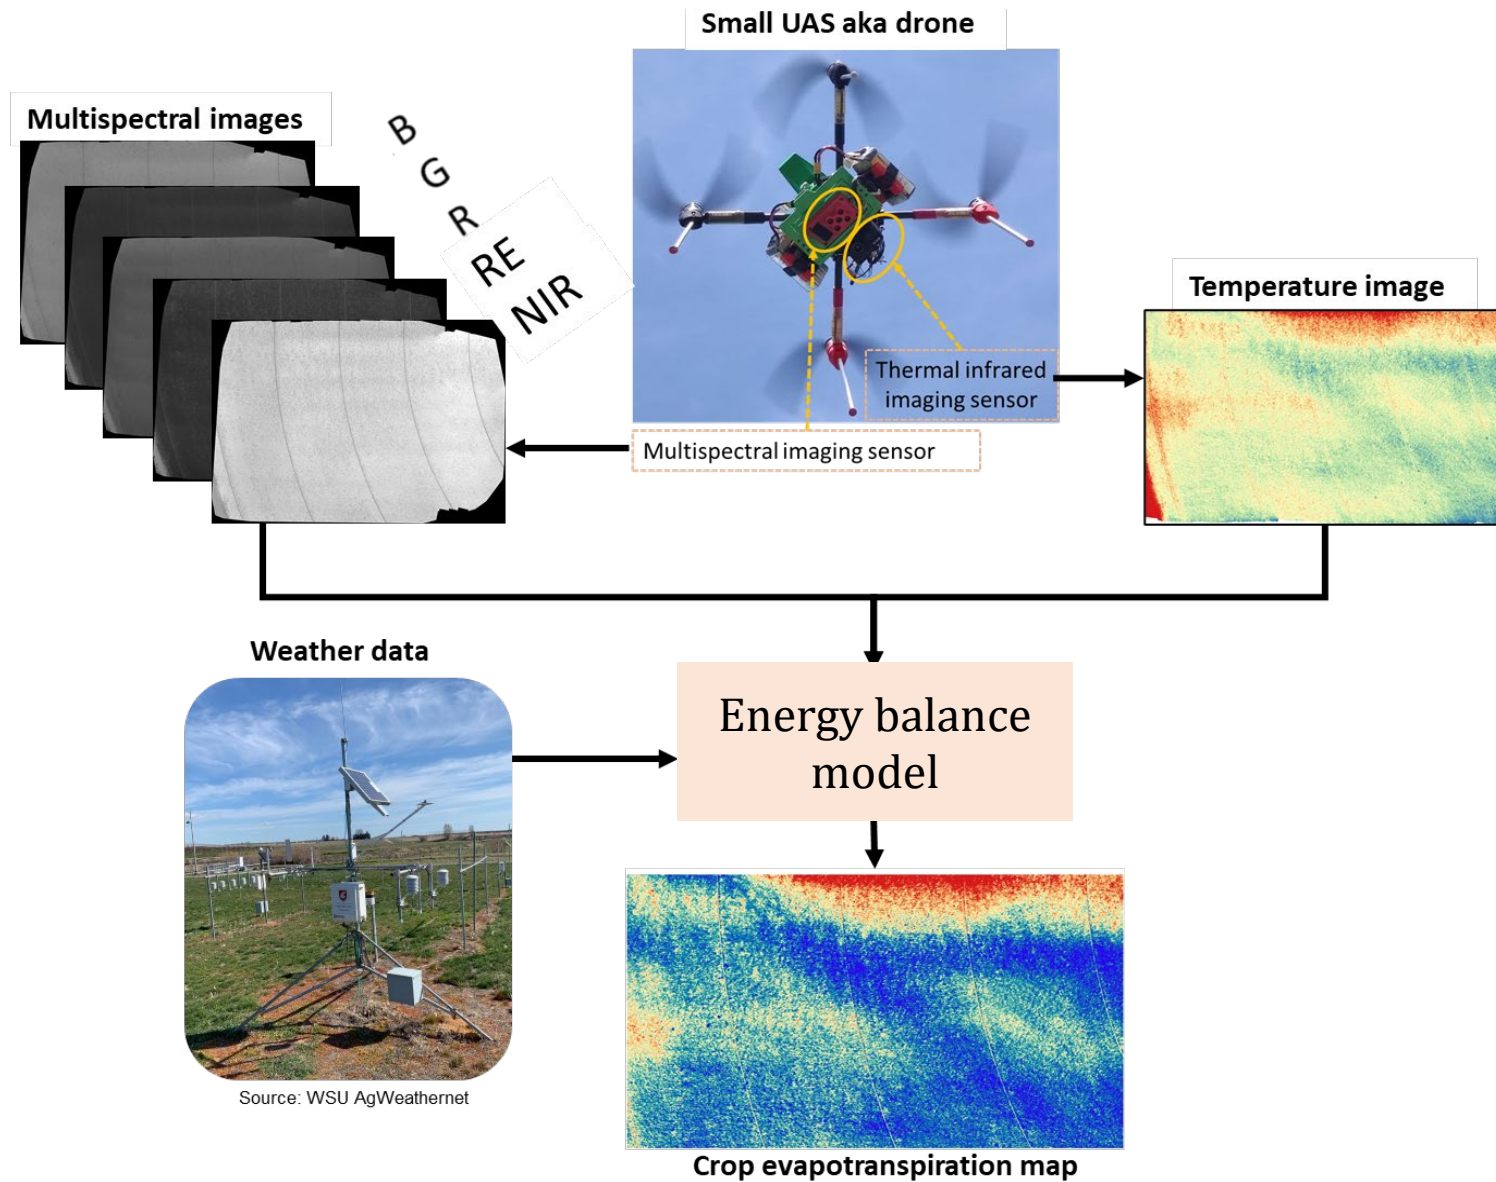 Small UAS aka drone
Multispectral images
B
G
R
RE
NIR
Temperature image
Thermal infrared
imaging sensor
Multispectral imaging sensor
Weather data
Energy balance
model
Source: WSU AgWeathernet
Crop evapotranspiration map